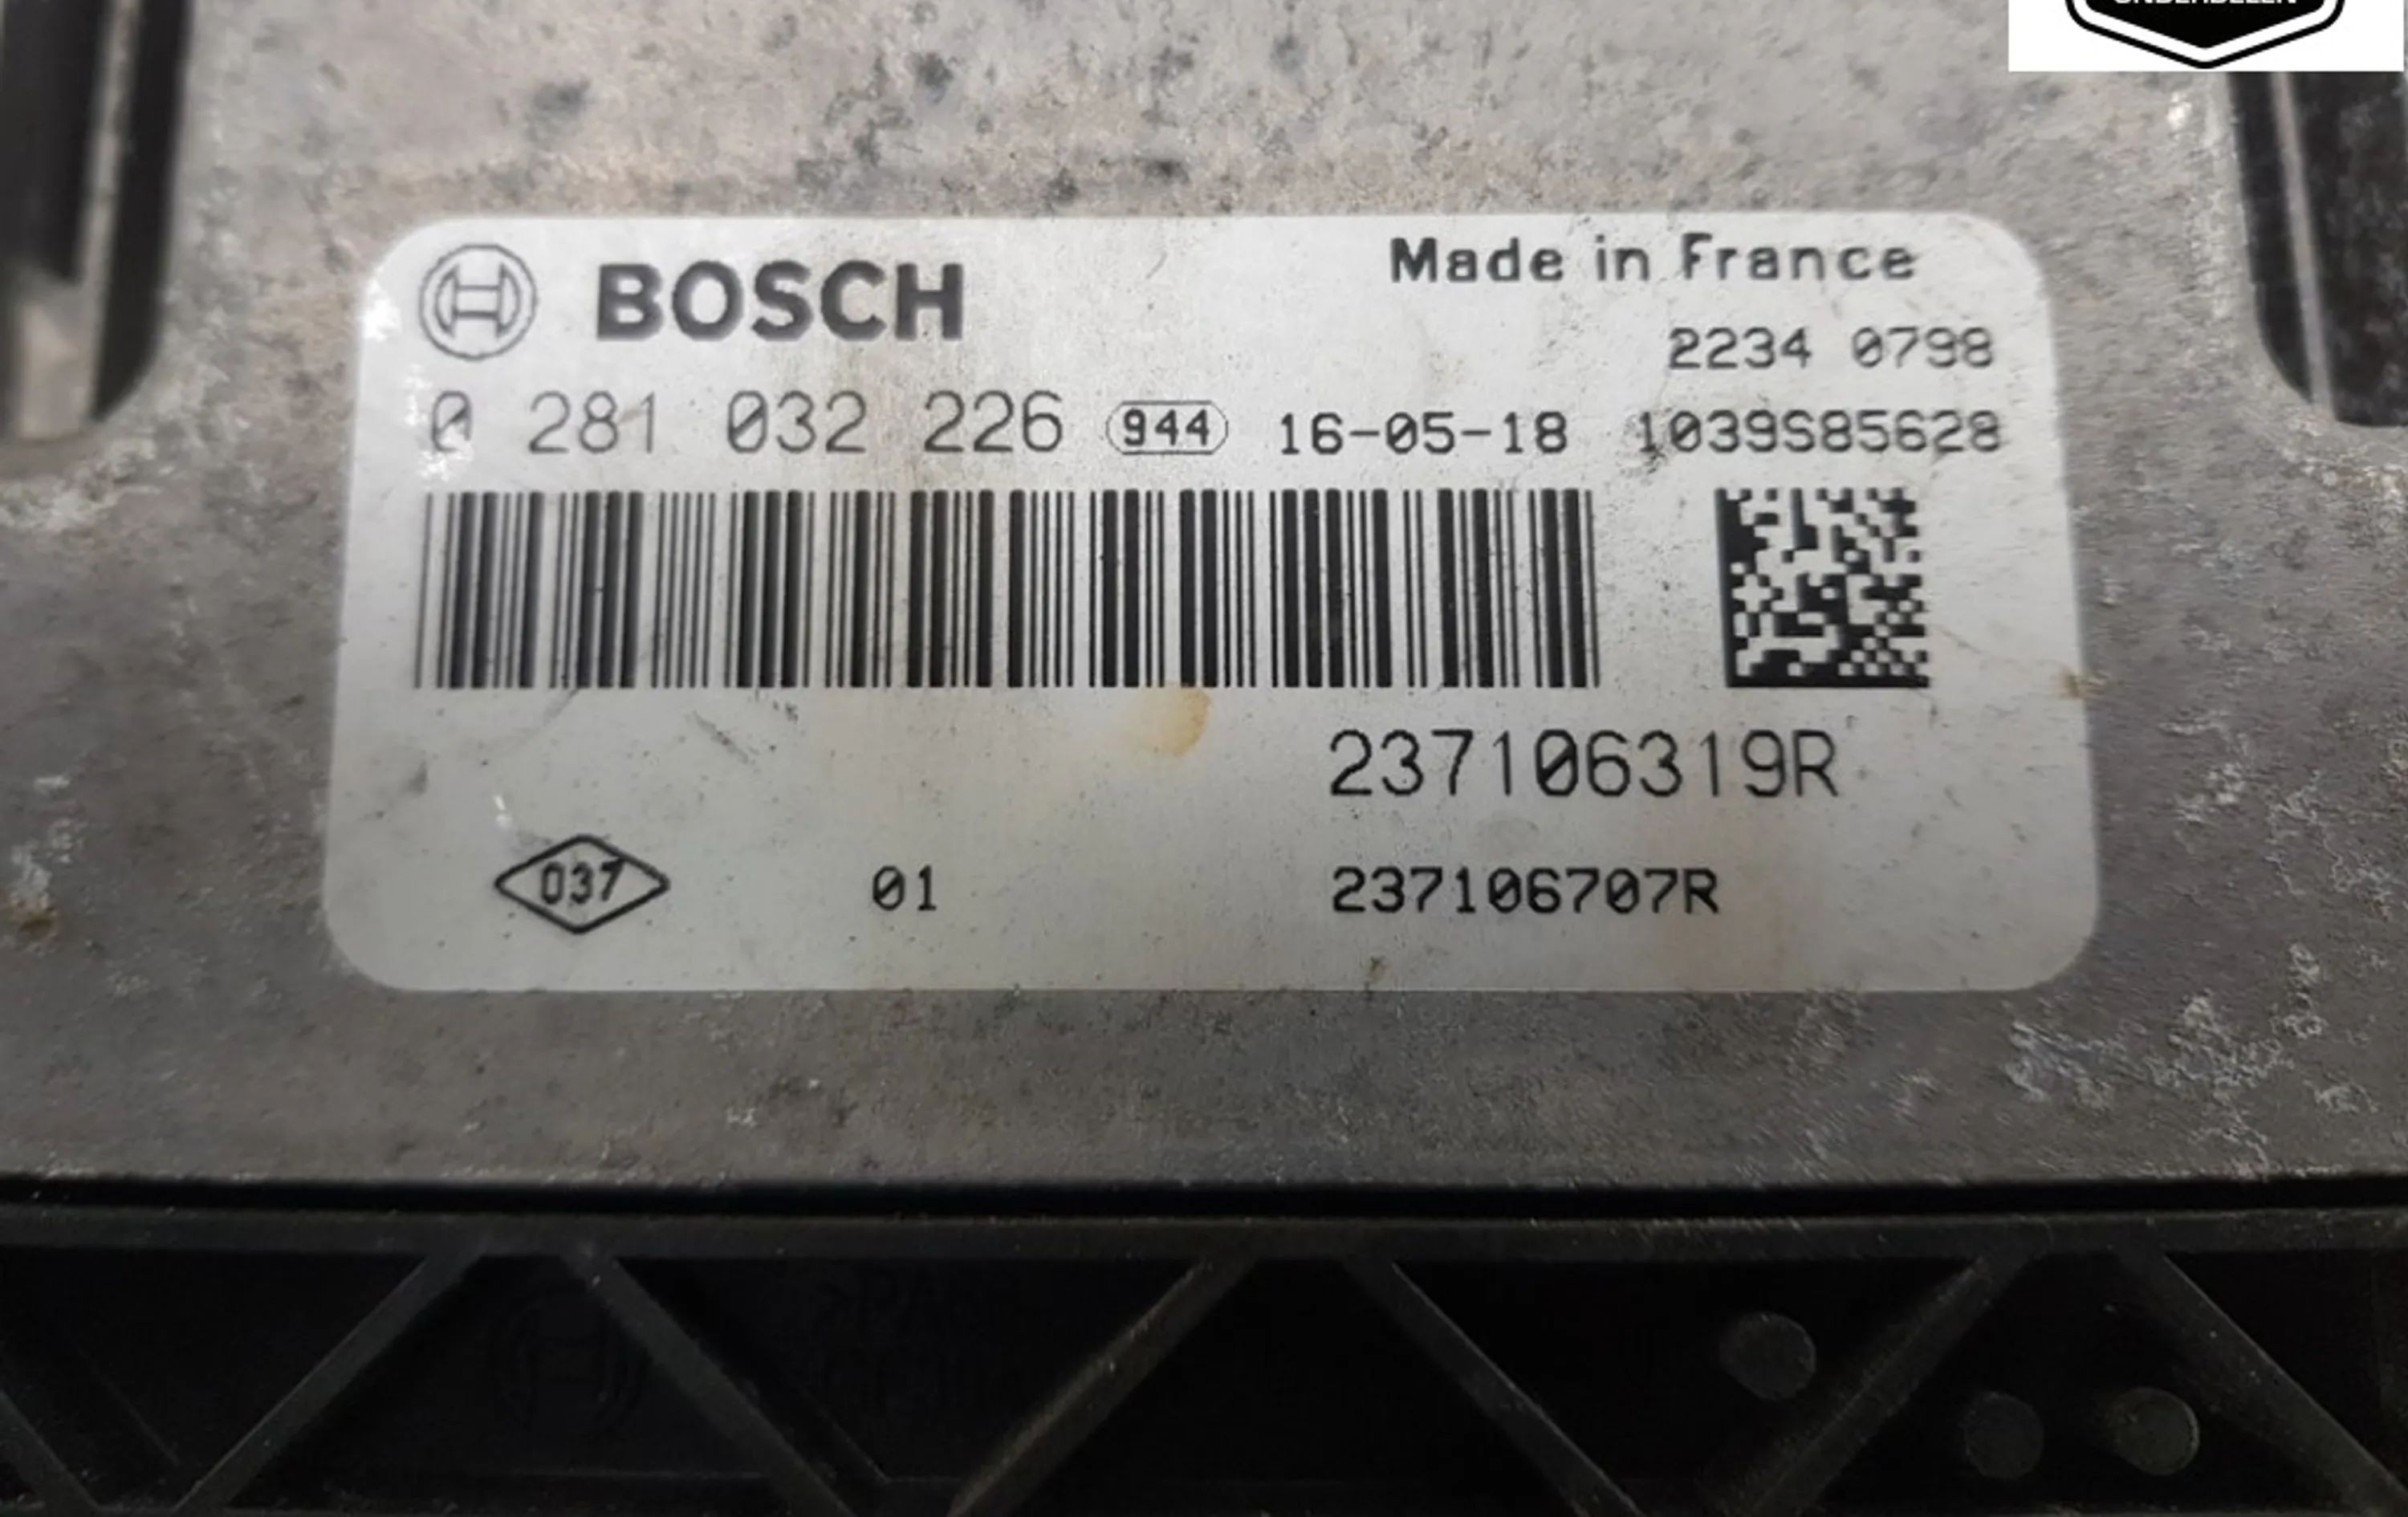 ONDERDELEN
BOSCH
Made in France
2234 0798
0 281 032 226 944 16-05-18 1039S85628
237106319R
037 01 237106707R